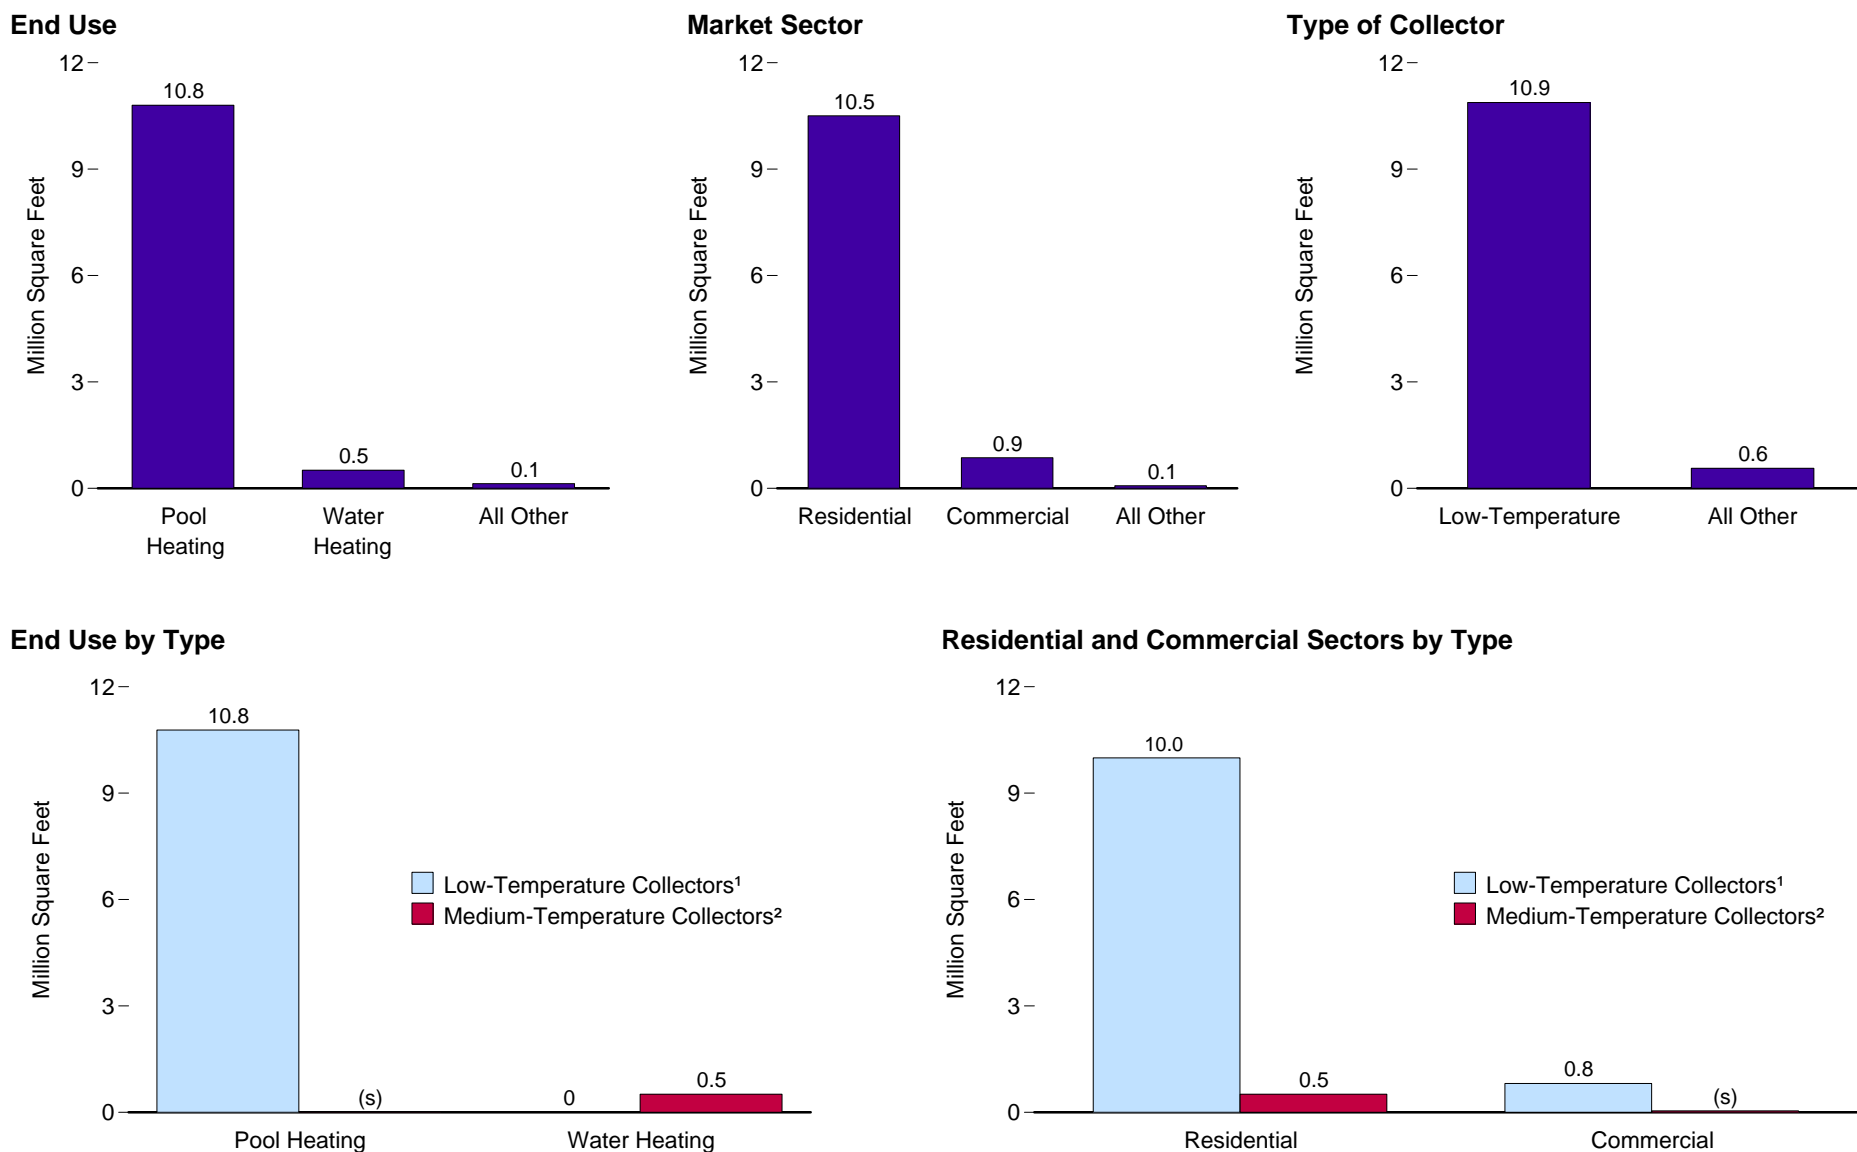 End Use
Million Square Feet
12
9
6
3
0
10.8
0.5
0.1
Pool
Heating
Water
Heating
All Other
Market Sector
Million Square Feet
12
9
6
3
0
10.5
0.9
0.1
Residential
Commercial
All Other
Type of Collector
Million Square Feet
12
9
6
3
0
10.9
0.6
Low-Temperature
All Other
End Use by Type
Million Square Feet
12
9
6
3
0
10.8
(s)
0
0.5
Low-Temperature Collectors¹
Medium-Temperature Collectors²
Pool Heating
Water Heating
Residential and Commercial Sectors by Type
Million Square Feet
12
9
6
3
0
10.0
0.5
0.8
(s)
Low-Temperature Collectors¹
Medium-Temperature Collectors²
Residential
Commercial